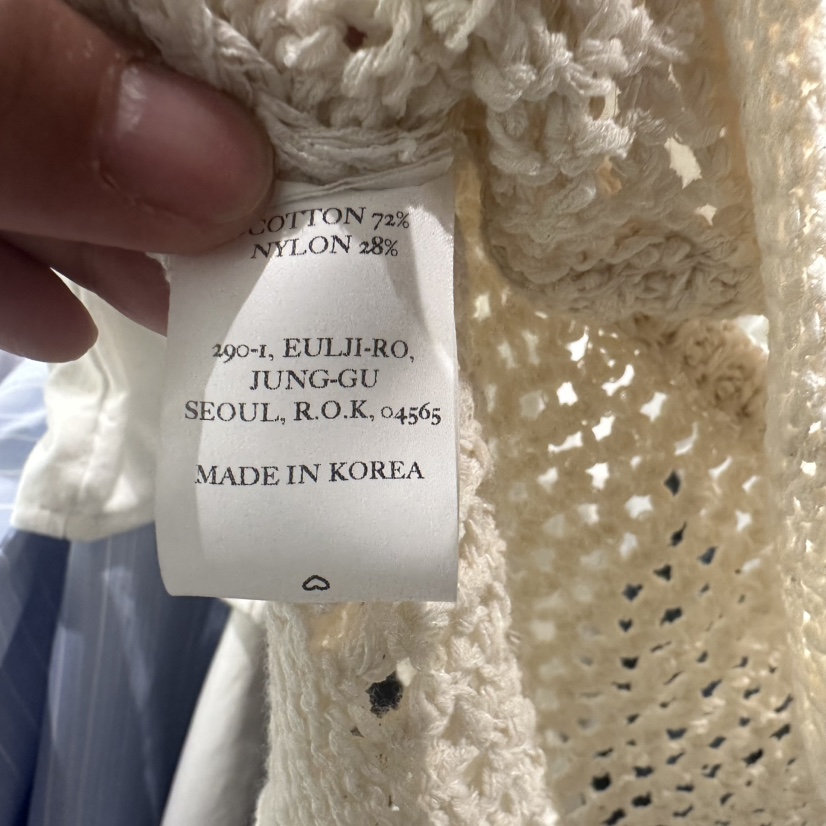 COTTON 72%
NYLON 28%
290-1, EULJI-RO,
JUNG-GU
SEOUL, R.O.K, 04565
MADE IN KOREA